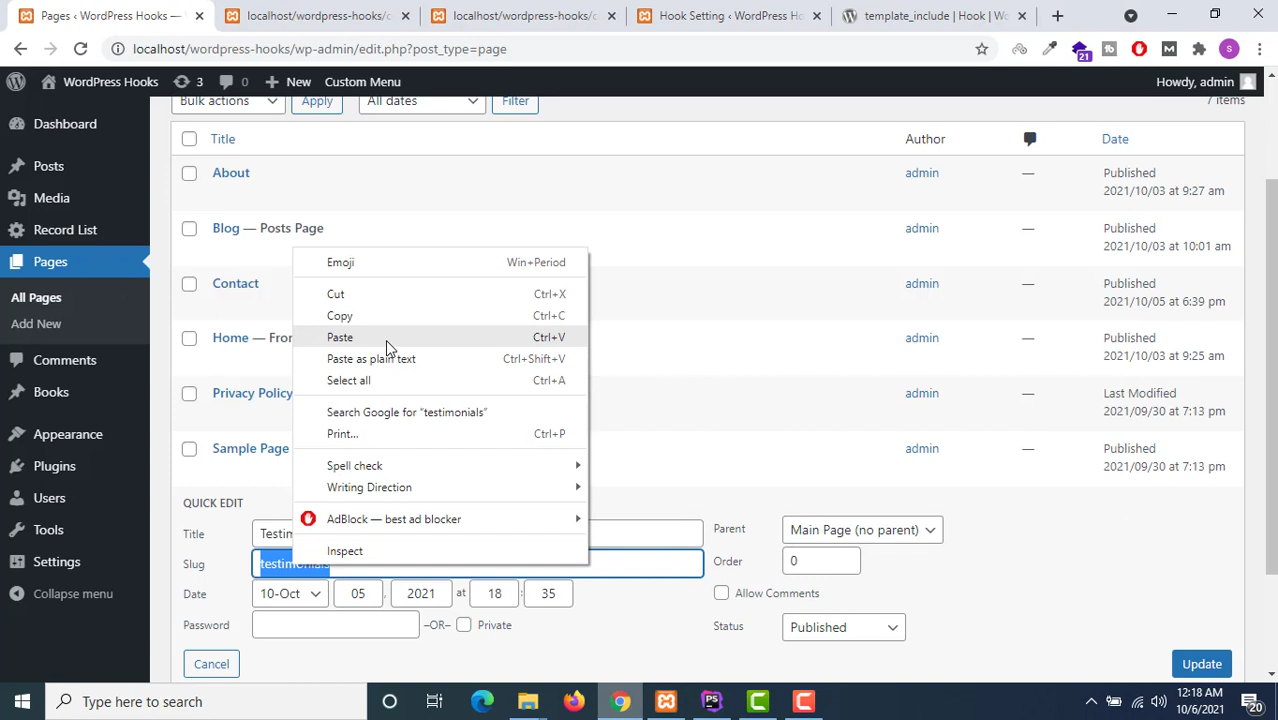 Pages ‹ WordPress Hooks —
localhost/wordpress-hooks/
localhost/wordpress-hooks/
Hook Setting ‹ WordPress H
template_include | Hook | W
localhost/wordpress-hooks/wp-admin/edit.php?post_type=page
21
S
WordPress Hooks
3
0
New
Custom Menu
Howdy, admin
Dashboard
Posts
Media
Record List
Pages
All Pages
Add New
Comments
Books
Appearance
Plugins
Users
Tools
Settings
Collapse menu
Bulk actions
Apply
All dates
Filter
7 items
Title
Author
Date
About
admin
—
Published
2021/10/03 at 9:27 am
Blog — Posts Page
admin
—
Published
2021/10/03 at 10:01 am
Contact
admin
—
Published
2021/10/05 at 6:39 pm
Home — Fron
admin
—
Published
2021/10/03 at 9:25 am
Privacy Policy
admin
—
Last Modified
2021/09/30 at 7:13 pm
Sample Page
admin
—
Published
2021/09/30 at 7:13 pm
Emoji Win+Period
Cut Ctrl+X
Copy Ctrl+C
Paste Ctrl+V
Paste as plain text Ctrl+Shift+V
Select all Ctrl+A
Search Google for “testimonials”
Print... Ctrl+P
Spell check
Writing Direction
AdBlock — best ad blocker
Inspect
QUICK EDIT
Title Testim
Slug testimonials
Date 10-Oct 05 , 2021 at 18 : 35
Password –OR– Private
Parent Main Page (no parent)
Order 0
Allow Comments
Status Published
Cancel
Update
Type here to search
PS
12:18 AM
10/6/2021
20